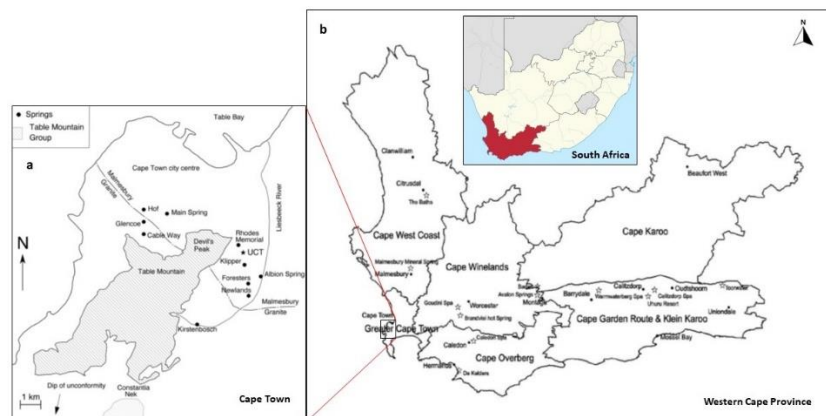 b
N
South Africa
Springs
Table Mountain
Group
a
Table Bay
Cape Town city centre
Malmesbury
Granite
Liesbeeck River
Hof
Main Spring
Glencoe
Cable Way
Devil's
Peak
Rhodes
Memorial
UCT
Klipper
Table Mountain
Foresters
Albion Spring
Newlands
Malmesbury
Granite
Kirstenbosch
N
Constantia
Nek
Dip of unconformity
1 km
Cape Town
Clanwilliam
Citrusdal
The Baths
Beaufort West
Cape West Coast
Cape Karoo
Malmesbury Mineral Spring
Malmesbury
Cape Winelands
Avalon Springs
Montagu
Goudini Spa
Worcester
Brandvlei hot Spring
Barrydale
Warmwaterberg Spa
Calitzdorp
Calitzdorp Spa
Oudtshoorn
Cape Town
Greater Cape Town
Cape Garden Route & Klein Karoo
Uniondale
Mossel Bay
Caledon
Caledon Spa
Hermanus
De Kelders
Cape Overberg
Western Cape Province